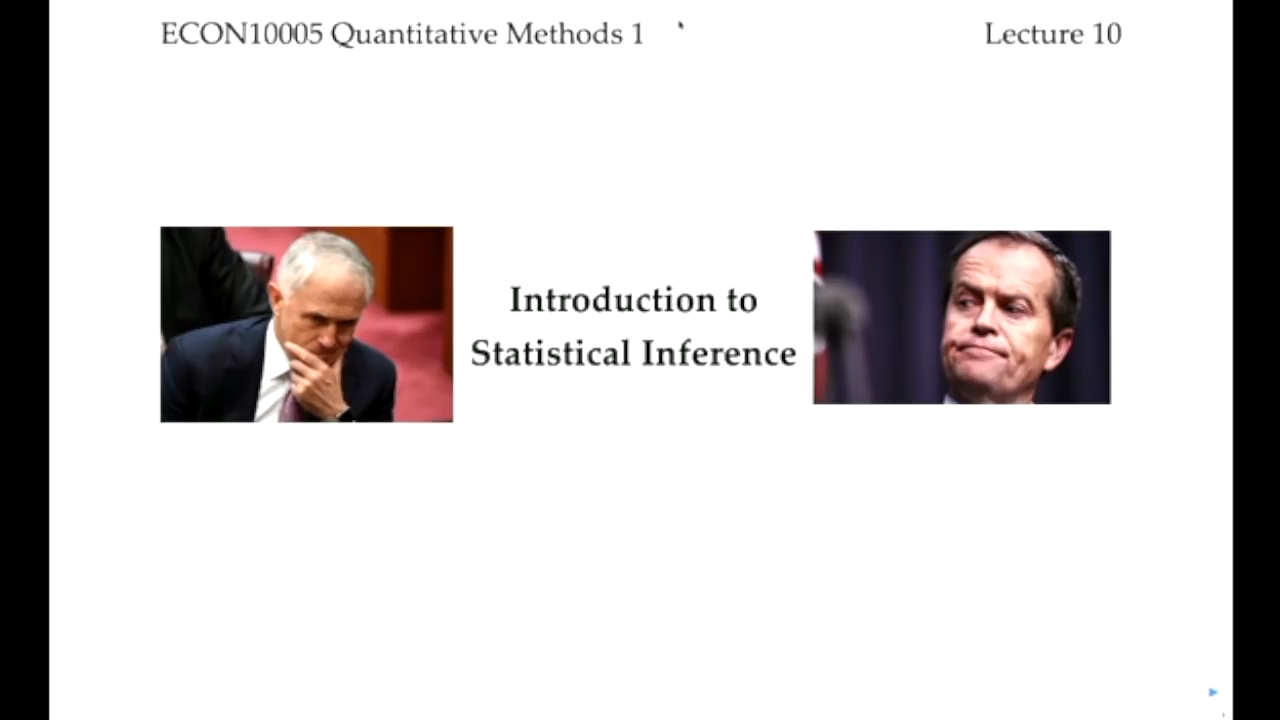 ECON10005 Quantitative Methods 1
Lecture 10
Introduction to
Statistical Inference